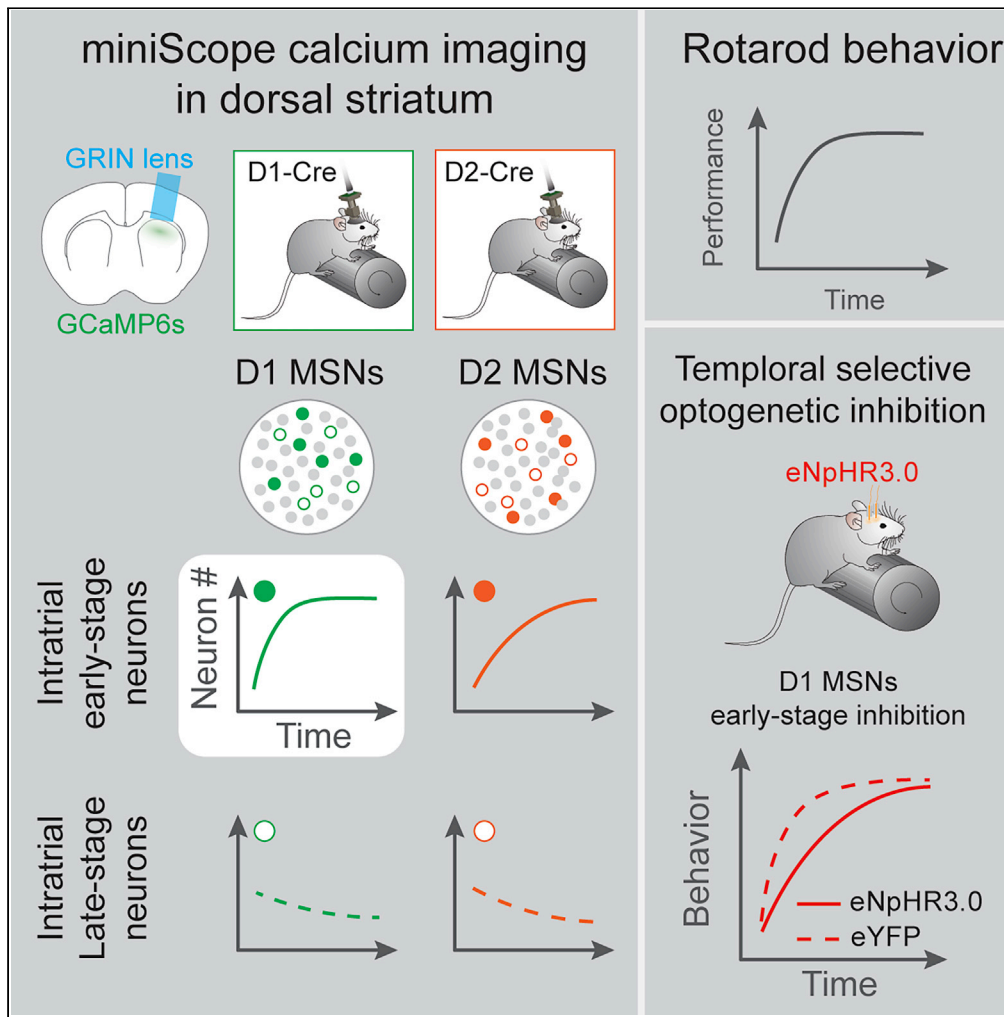 miniScope calcium imaging
in dorsal striatum
GRIN lens
GCaMP6s
D1-Cre
D2-Cre
D1 MSNs
D2 MSNs
Intratrial
early-stage
neurons
Neuron #
Time
Intratrial
Late-stage
neurons
Rotarod behavior
Performance
Time
Temploral selective
optogenetic inhibition
eNpHR3.0
D1 MSNs
early-stage inhibition
Behavior
eNpHR3.0
eYFP
Time